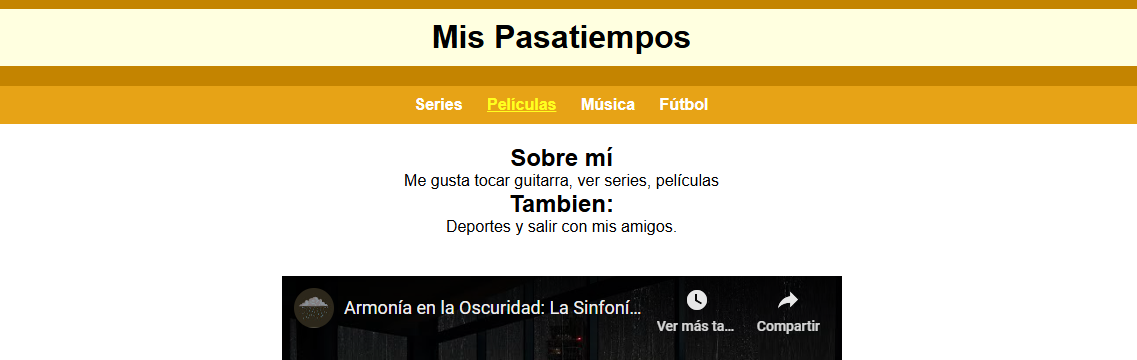 Mis Pasatiempos
Series Películas Música Fútbol
Sobre mí
Me gusta tocar guitarra, ver series, películas
Tambien:
Deportes y salir con mis amigos.
Armonía en la Oscuridad: La Sinfoní...
Ver más ta... Compartir